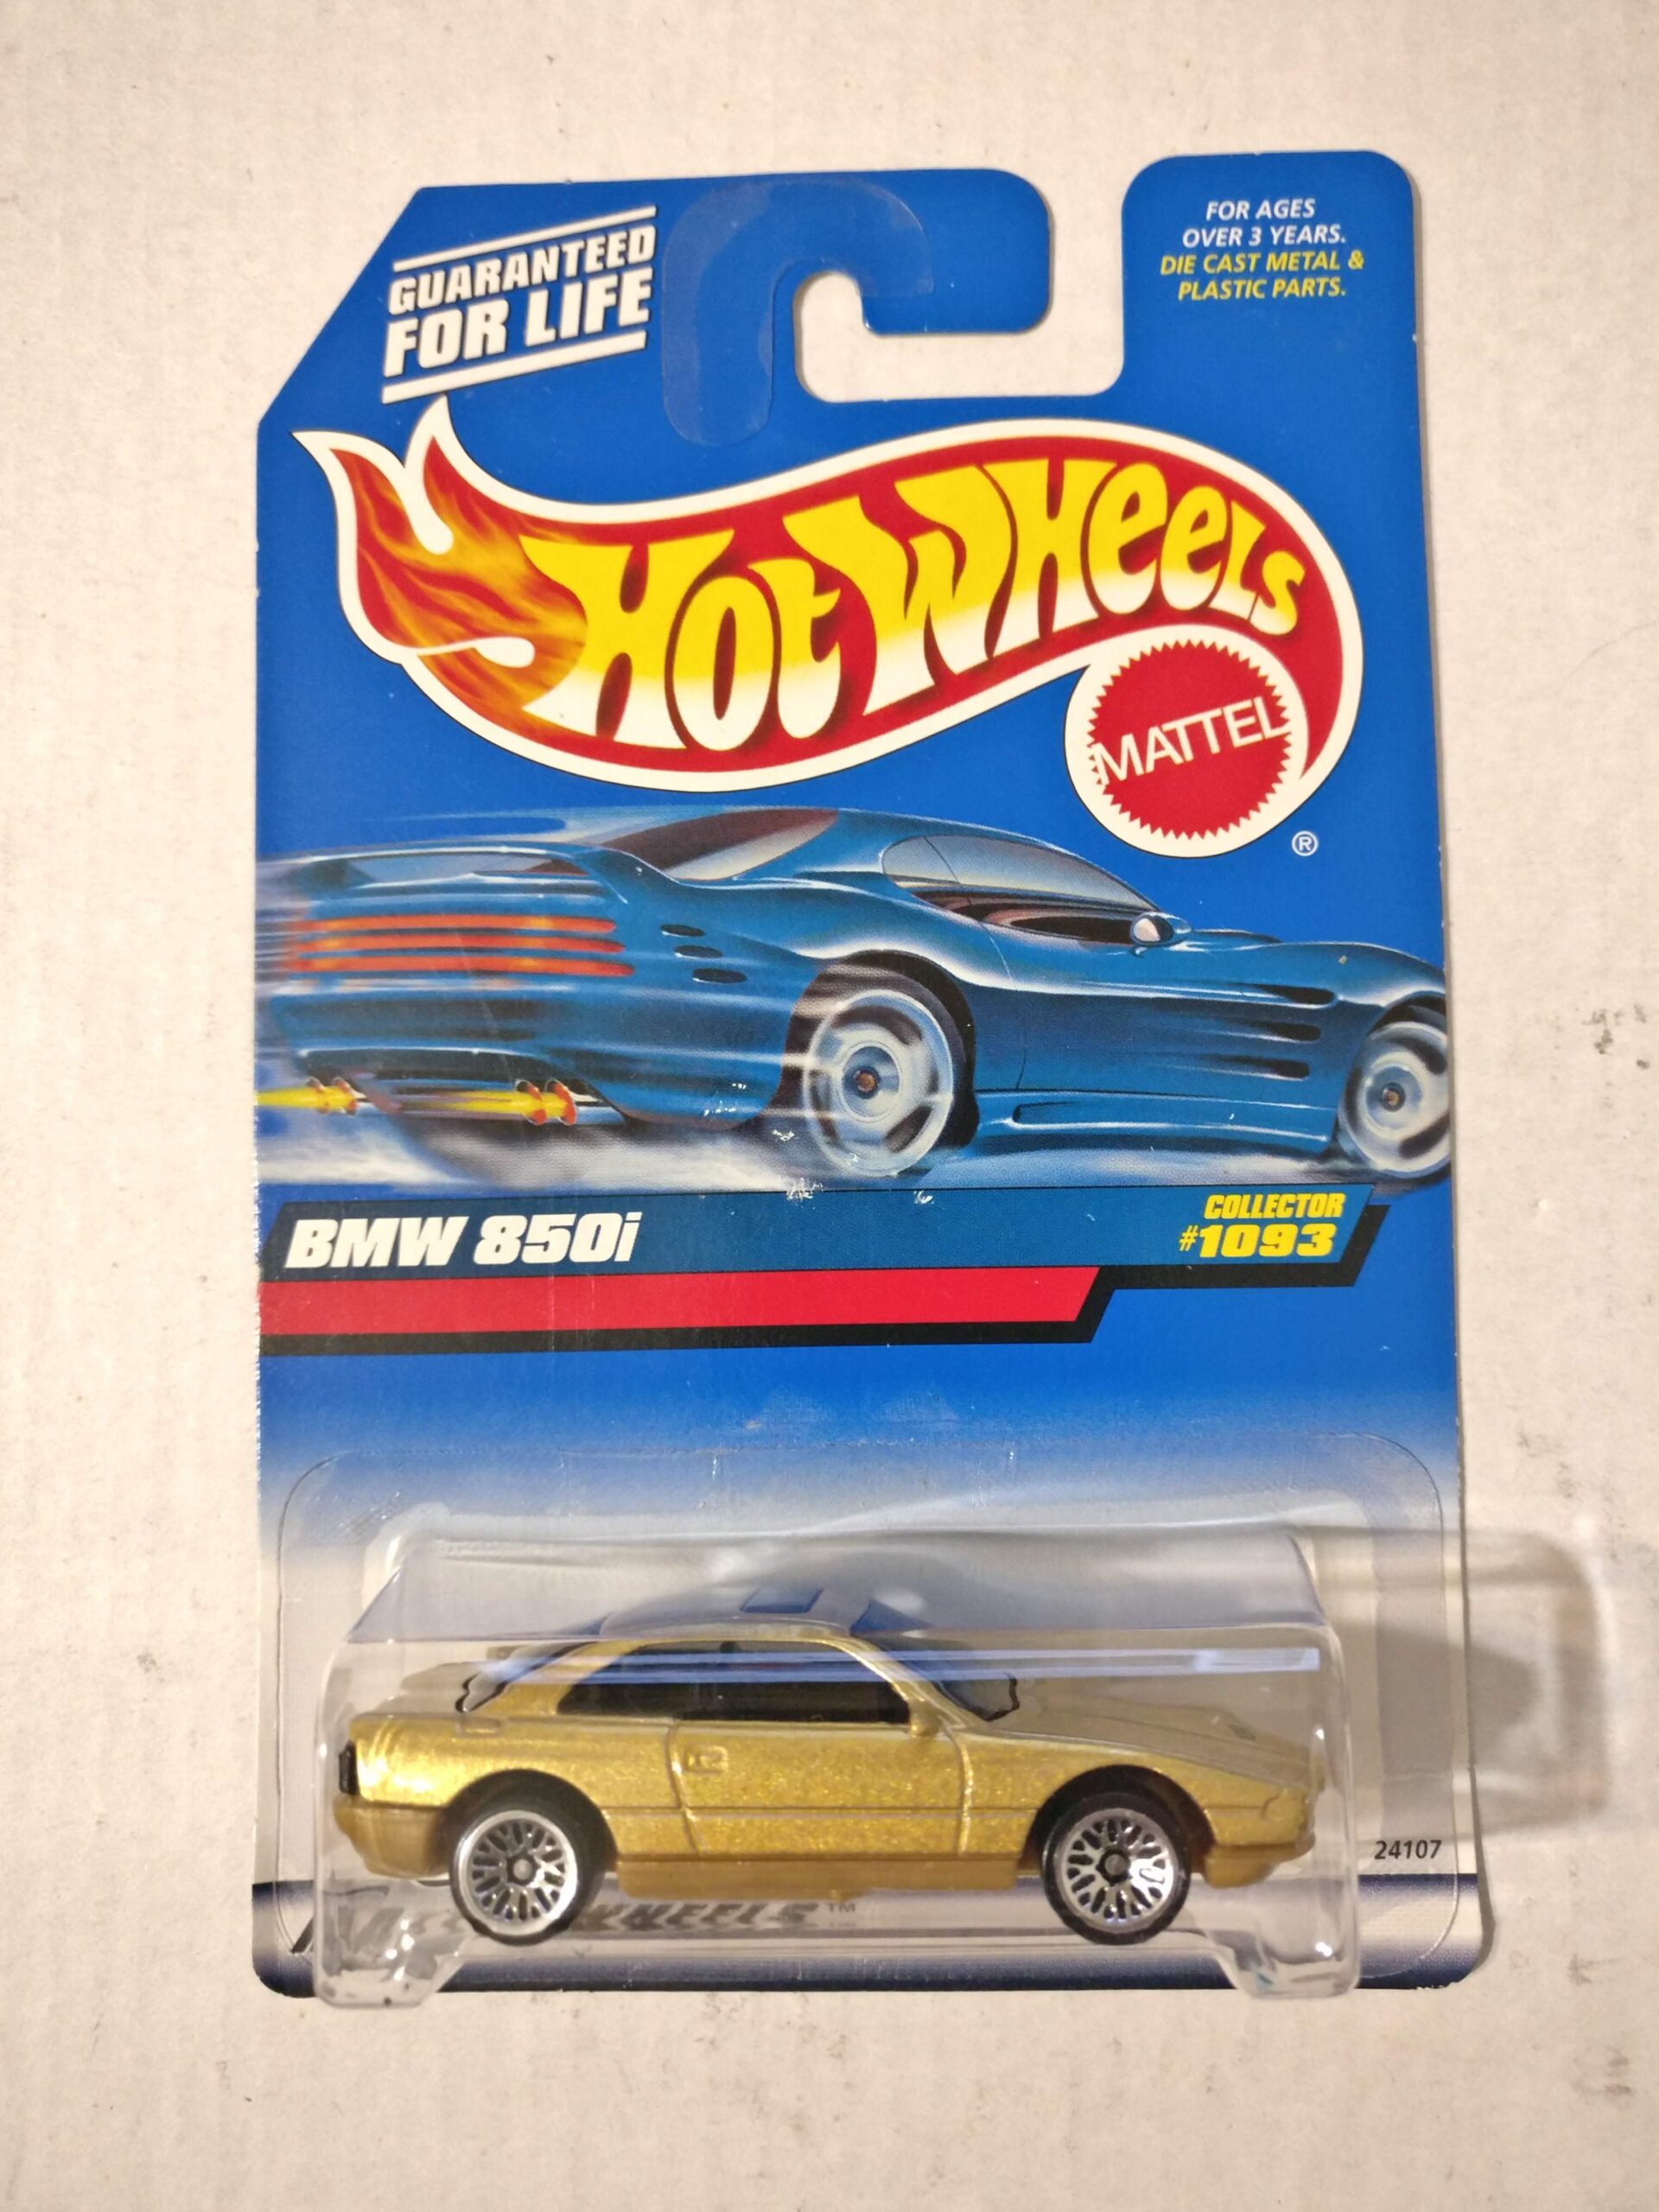 GUARANTEED
FOR LIFE
FOR AGES
OVER 3 YEARS.
DIE CAST METAL &
PLASTIC PARTS.
HOT WHEELS
MATTEL
®
BMW 850i
COLLECTOR
#1093
24107
WHEELS™